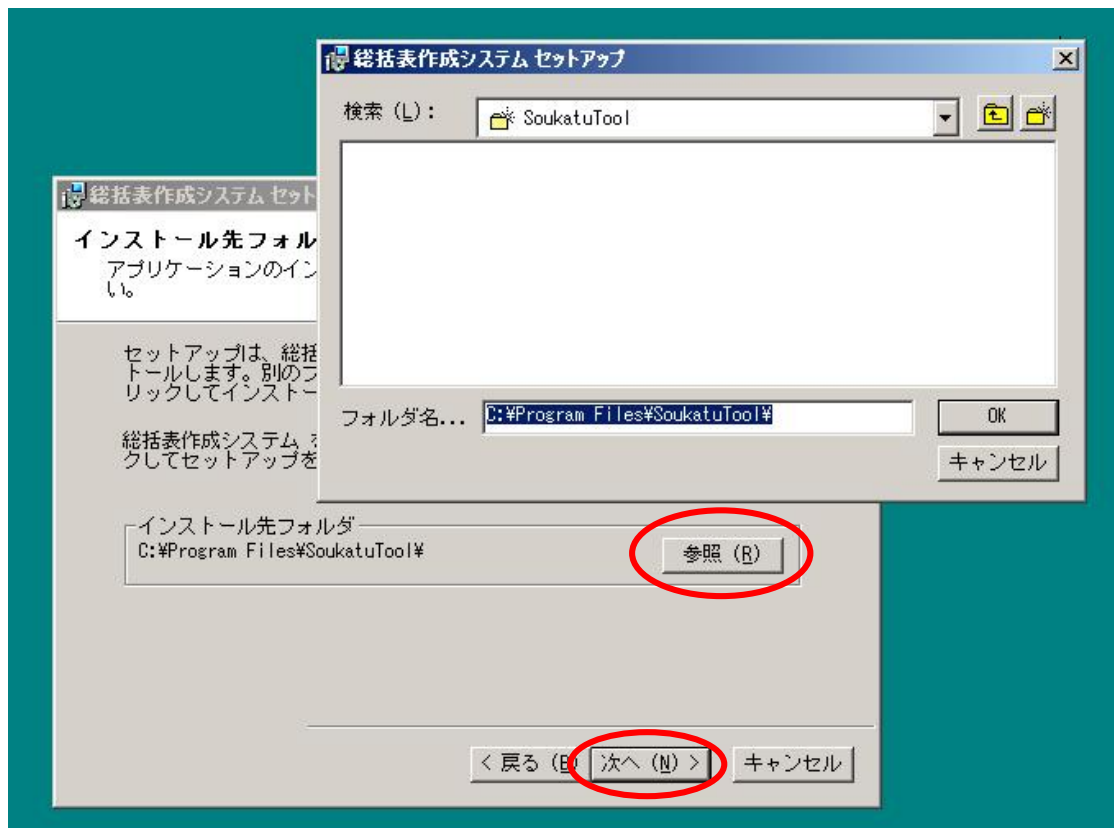 総括表作成システム セットアップ
検索 (L):
SoukatuTool
フォルダ名...
C:¥Program Files¥SoukatuTool¥
OK
キャンセル
総括表作成システム セット
インストール先フォル
アプリケーションのイン
い。
セットアップは、総括
トールします。別のフ
リックしてインストー
総括表作成システム
クしてセットアップを
インストール先フォルダ
C:¥Program Files¥SoukatuTool¥
参照 (R)
< 戻る (B
次へ (N) >
キャンセル